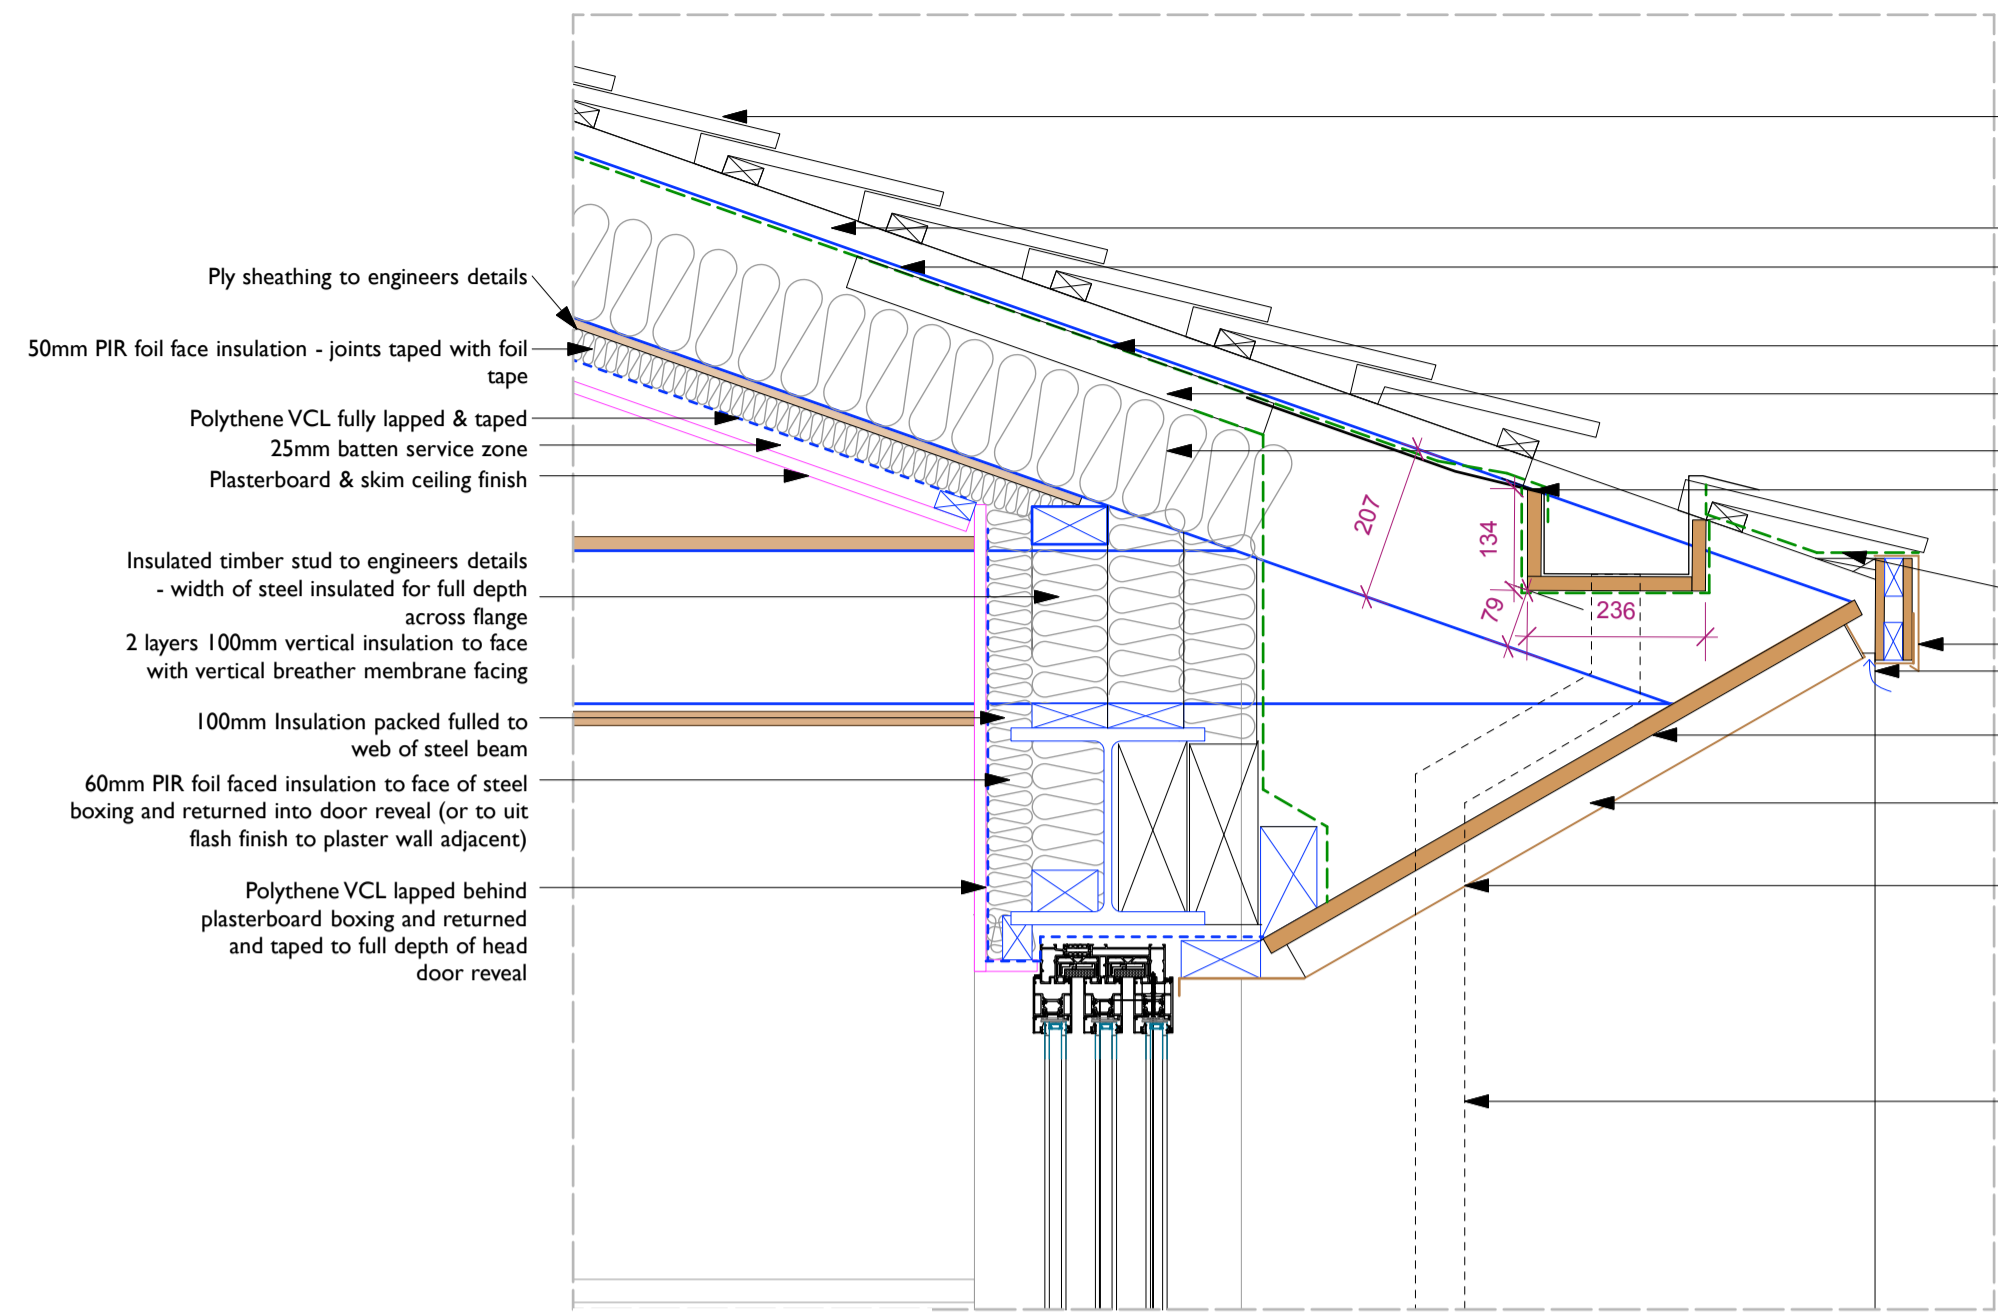 Ply sheathing to engineers details
50mm PIR foil face insulation - joints taped with foil
tape
Polythene VCL fully lapped & taped
25mm batten service zone
Plasterboard & skim ceiling finish
Insulated timber stud to engineers details
- width of steel insulated for full depth
across flange
2 layers 100mm vertical insulation to face
with vertical breather membrane facing
100mm Insulation packed fulled to
web of steel beam
60mm PIR foil faced insulation to face of steel
boxing and returned into door reveal (or to uit
flash finish to plaster wall adjacent)
Polythene VCL lapped behind
plasterboard boxing and returned
and taped to full depth of head
door reveal
207
134
79
236